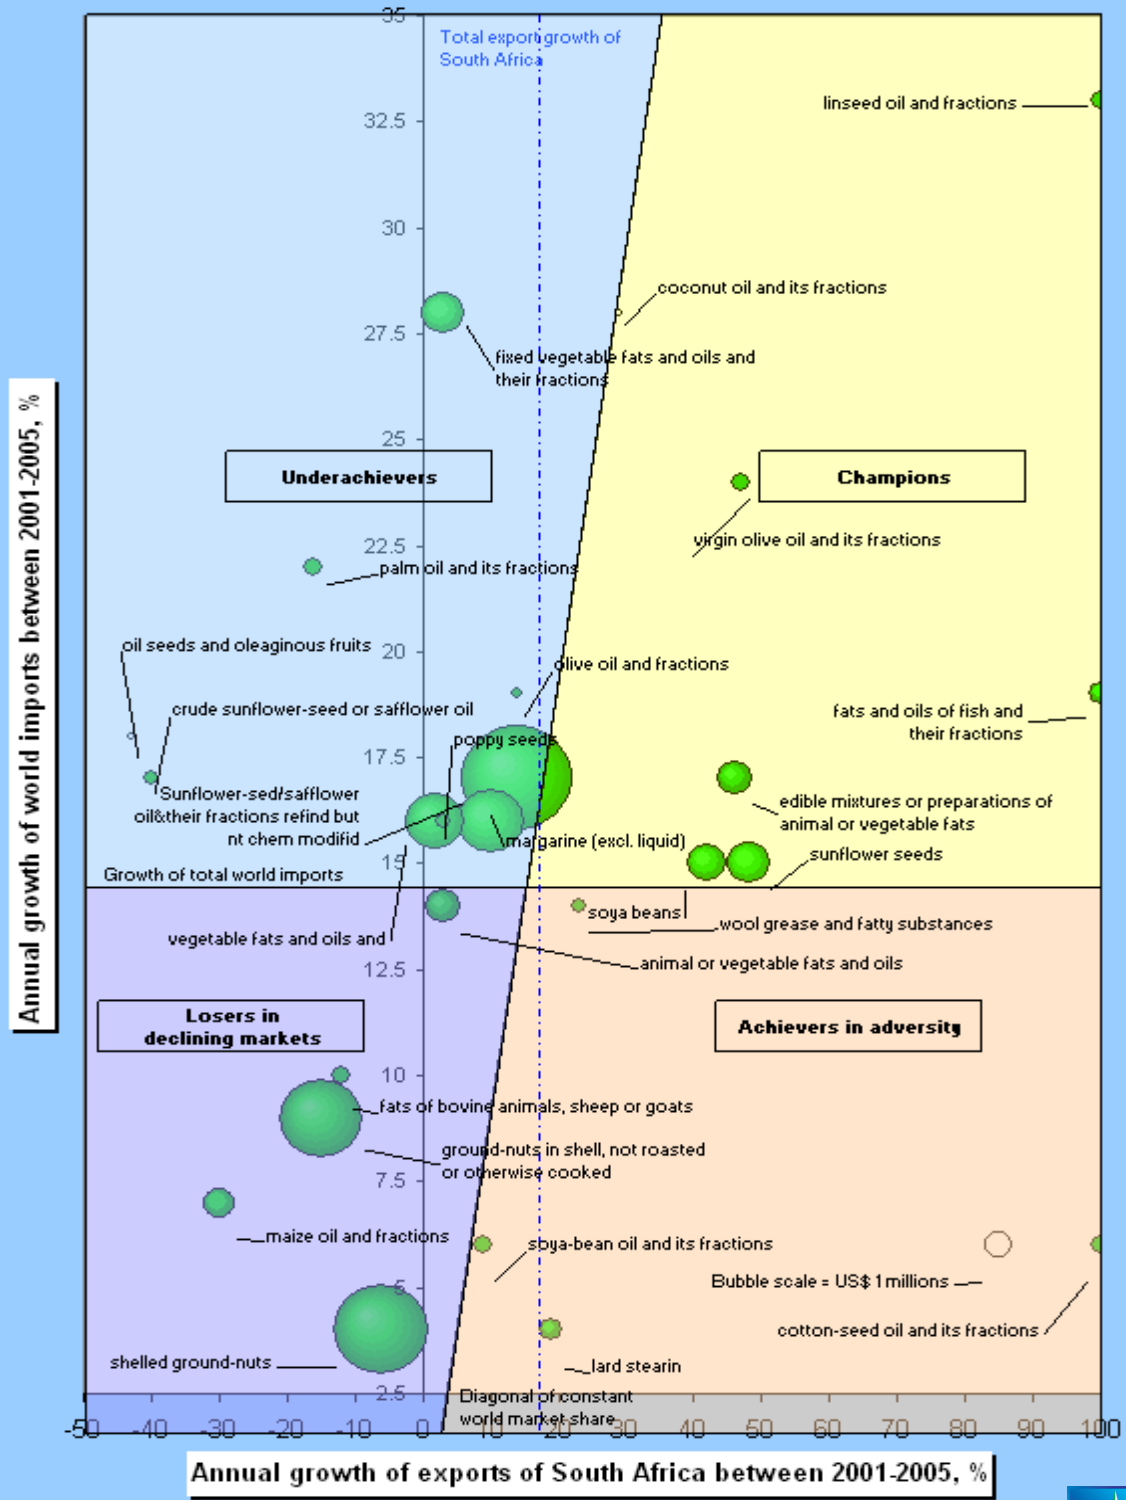 35
Total export growth of
South Africa
linseed oil and fractions
32.5
30
coconut oil and its fractions
27.5
fixed vegetable fats and oils and
their fractions
25
Underachievers
Champions
virgin olive oil and its fractions
22.5
palm oil and its fractions
oil seeds and oleaginous fruits
20
olive oil and fractions
crude sunflower-seed or safflower oil
fats and oils of fish and
their fractions
poppy seeds
17.5
Sunflower-sed/safflower
oil&their fractions refind but
nt chem modifid
edible mixtures or preparations of
animal or vegetable fats
margarine (excl. liquid)
sunflower seeds
15
Growth of total world imports
soya beans
wool grease and fatty substances
vegetable fats and oils and
animal or vegetable fats and oils
12.5
Losers in
declining markets
Achievers in adversity
10
fats of bovine animals, sheep or goats
ground-nuts in shell, not roasted
or otherwise cooked
7.5
maize oil and fractions
soya-bean oil and its fractions
Bubble scale = US$ 1 millions
5
cotton-seed oil and its fractions
shelled ground-nuts
lard stearin
2.5
Diagonal of constant
world market share
-50 -40 -30 -20 -10 0 10 20 30 40 50 60 70 80 90 100
Annual growth of exports of South Africa between 2001-2005, %
Annual growth of world imports between 2001-2005, %